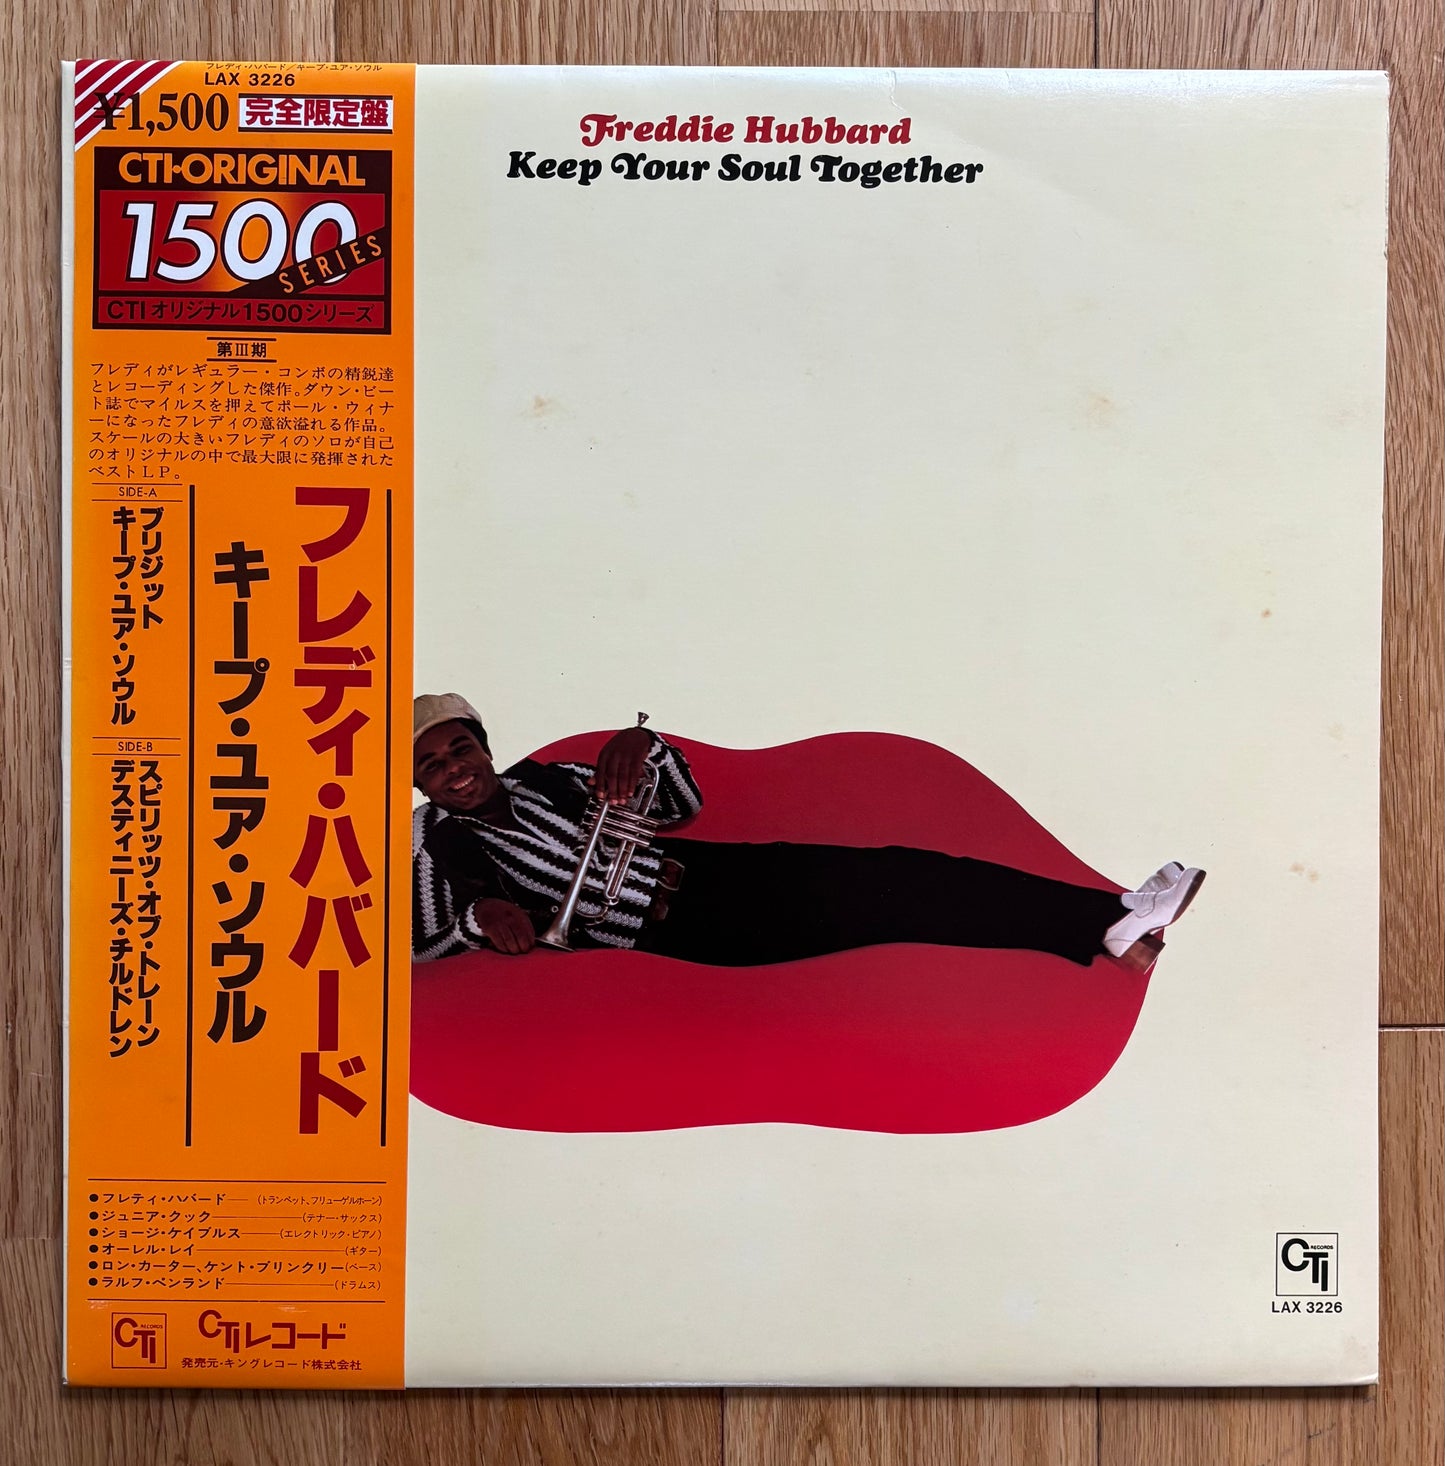 フレディ・ハバード/キープ・ユア・ソウル
LAX 3226
¥1,500 完全限定盤
CTI・ORIGINAL
1500
SERIES
CTIオリジナル1500シリーズ
第III期
フレディがレギュラー・コンボの精鋭達
とレコーディングした傑作。ダウン・ビー
ト誌でマイルスを押えてポール・ウィナ
ーになったフレディの意欲溢れる作品。
スケールの大きいフレディのソロが自己
のオリジナルの中で最大限に発揮された
ベストLP。
フレディ・ハバード
キープ・ユア・ソウル
SIDE-A
ブリジット
キープ・ユア・ソウル
SIDE-B
スピリッツ・オブ・トレーン
デスティニーズ・チルドレン
●フレディ・ハバード——(トランペット、フリューゲルホーン)
●ジュニア・クック——(テナー・サックス)
●ショージ・ケイブルス——(エレクトリック・ピアノ)
●オーレル・レイ——(ギター)
●ロン・カーター、ケント・ブリンクリー(ベース)
●ラルフ・ペンランド——(ドラムス)
CTI RECORDS
CTIレコード
発売元・キングレコード株式会社
Freddie Hubbard
Keep Your Soul Together
CTI RECORDS
LAX 3226